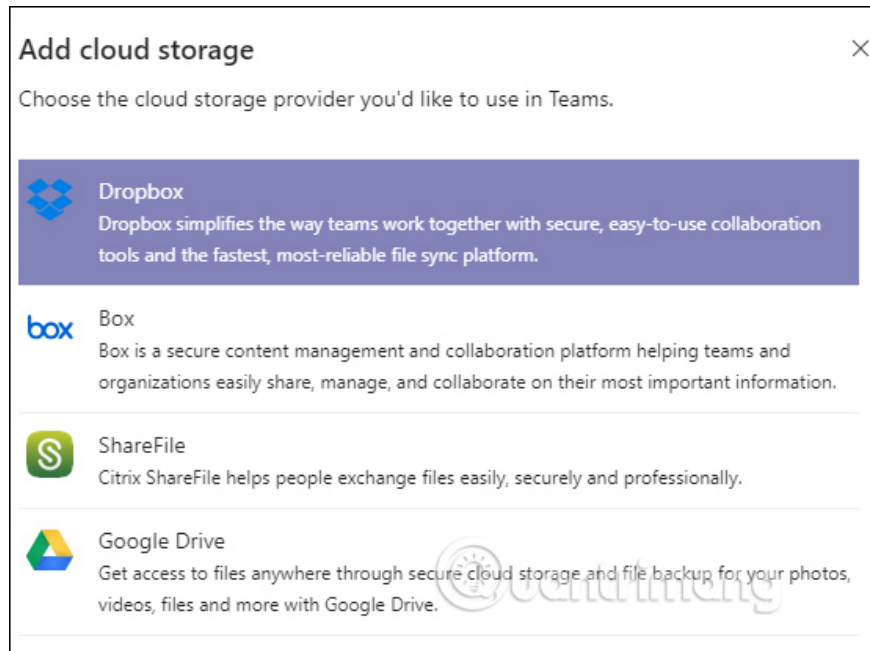 Add cloud storage
Choose the cloud storage provider you'd like to use in Teams.
Dropbox
Dropbox simplifies the way teams work together with secure, easy-to-use collaboration
tools and the fastest, most-reliable file sync platform.
box
Box
Box is a secure content management and collaboration platform helping teams and
organizations easily share, manage, and collaborate on their most important information.
S
ShareFile
Citrix ShareFile helps people exchange files easily, securely and professionally.
Google Drive
Get access to files anywhere through secure cloud storage and file backup for your photos,
videos, files and more with Google Drive.
Quantrimang